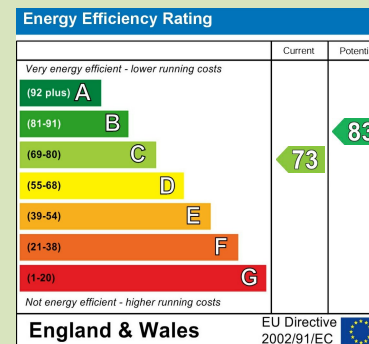 Energy Efficiency Rating
Current Potenti
Very energy efficient - lower running costs
(92 plus) A
(81-91) B
83
(69-80) C
73
(55-68) D
(39-54) E
(21-38) F
(1-20) G
Not energy efficient - higher running costs
England & Wales
EU Directive
2002/91/EC